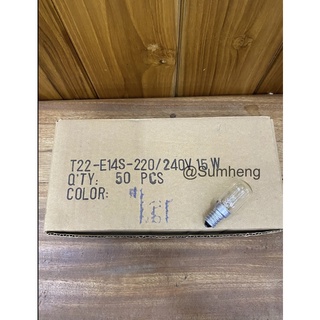 T22-E14S-220/240V 15 W
Q'TY: 50 PCS
COLOR:
@Sumheng